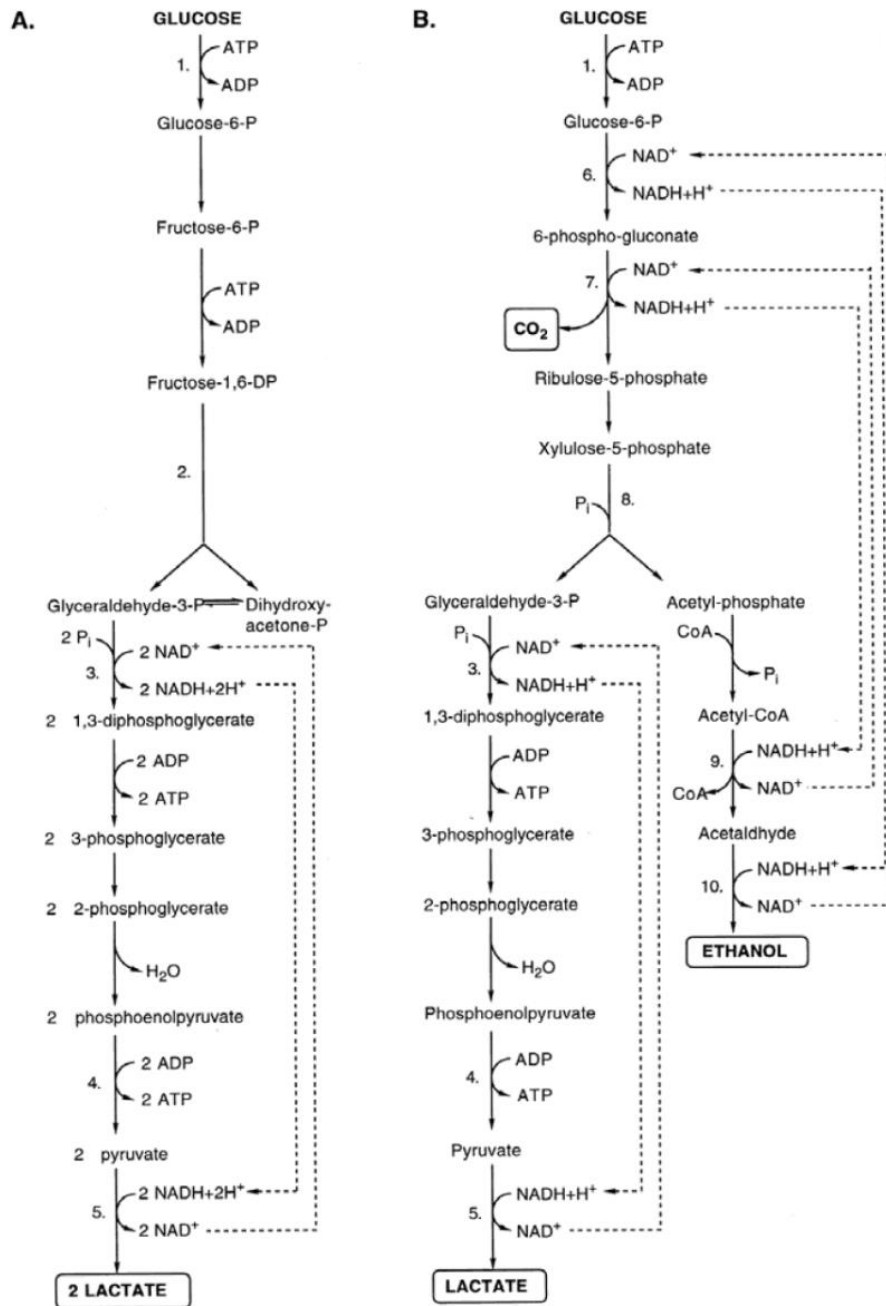 A.
GLUCOSE
1.
ATP
ADP
Glucose-6-P
Fructose-6-P
ATP
ADP
Fructose-1,6-DP
2.
Glyceraldehyde-3-P
Dihydroxy-
acetone-P
2 Pi
2 NAD+
3.
2 NADH+2H+
2 1,3-diphosphoglycerate
2 ADP
2 ATP
2 3-phosphoglycerate
2 2-phosphoglycerate
H2O
2 phosphoenolpyruvate
2 ADP
4.
2 ATP
2 pyruvate
2 NADH+2H+
5.
2 NAD+
2 LACTATE
B.
GLUCOSE
1.
ATP
ADP
Glucose-6-P
NAD+
6.
NADH+H+
6-phospho-gluconate
NAD+
7.
NADH+H+
CO2
Ribulose-5-phosphate
Xylulose-5-phosphate
Pi
8.
Glyceraldehyde-3-P
Pi
NAD+
3.
NADH+H+
1,3-diphosphoglycerate
ADP
ATP
3-phosphoglycerate
2-phosphoglycerate
H2O
Phosphoenolpyruvate
ADP
4.
ATP
Pyruvate
NADH+H+
5.
NAD+
LACTATE
Acetyl-phosphate
CoA
Pi
Acetyl-CoA
9.
NADH+H+
CoA
NAD+
Acetaldhyde
NADH+H+
10.
NAD+
ETHANOL